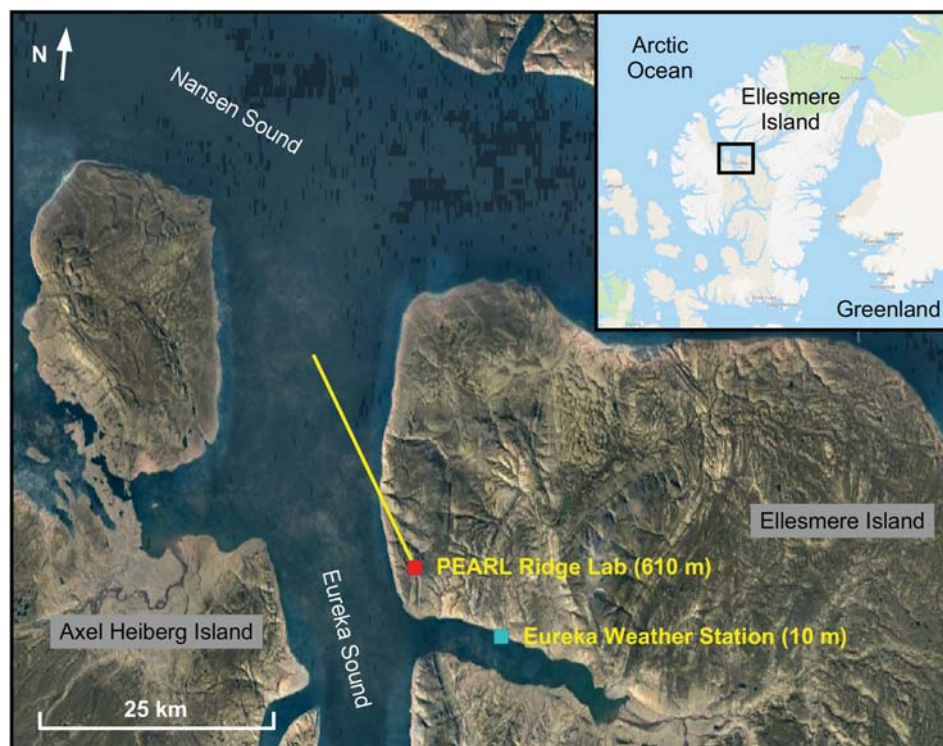 N
Nansen Sound
Arctic
Ocean
Ellesmere
Island
Greenland
Ellesmere Island
PEARL Ridge Lab (610 m)
Eureka Weather Station (10 m)
Eureka Sound
Axel Heiberg Island
25 km